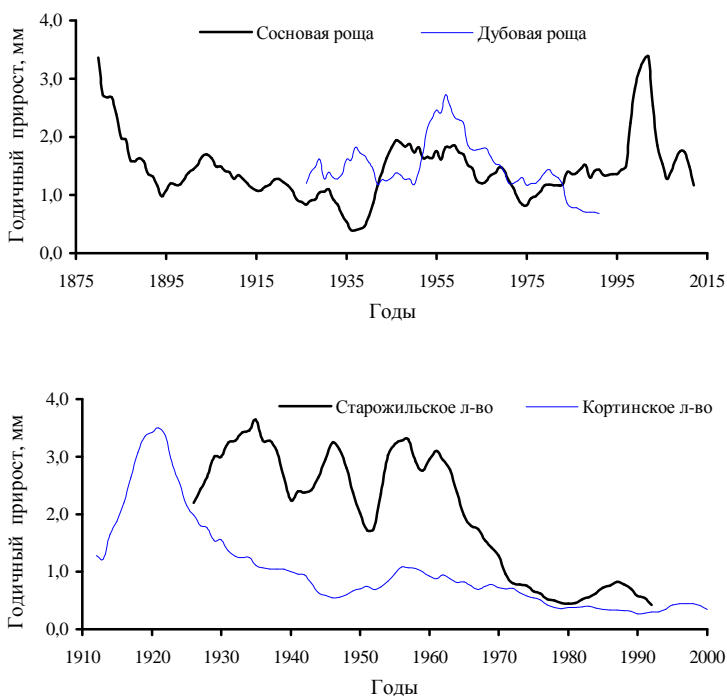 Годичный прирост, мм
4,0
3,0
2,0
1,0
0,0
Сосновая роща Дубовая роща
1875 1895 1915 1935 1955 1975 1995 2015
Годы
Годичный прирост, мм
4,0
3,0
2,0
1,0
0,0
Старожильское л-во Кортинское л-во
1910 1920 1930 1940 1950 1960 1970 1980 1990 2000
Годы